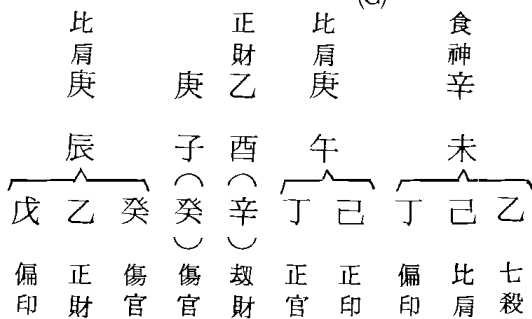 比肩 正財 比肩 食神
庚 庚 乙 庚 辛
辰 子 酉 午 未
戊 乙 癸 (癸) (辛) 丁 己 丁 己 乙
偏印 正財 傷官 傷官 劫財 正官 正印 偏印 比肩 七殺